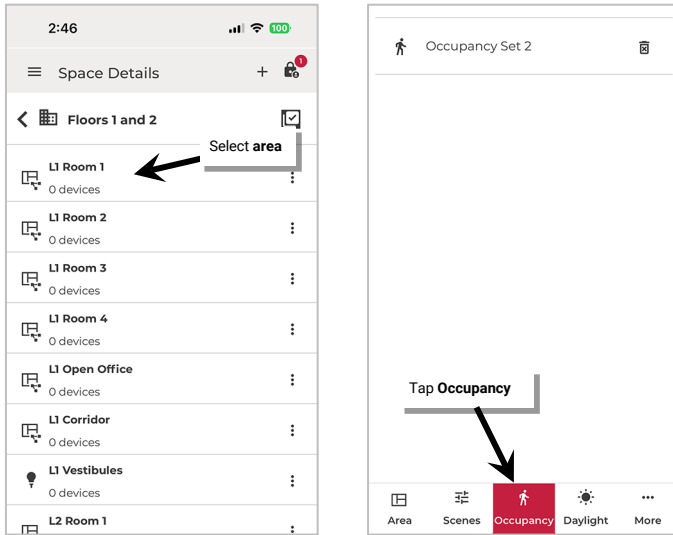 2:46
100
Space Details
1
Floors 1 and 2
Select area
L1 Room 1
0 devices
L1 Room 2
0 devices
L1 Room 3
0 devices
L1 Room 4
0 devices
L1 Open Office
0 devices
L1 Corridor
0 devices
L1 Vestibules
0 devices
L2 Room 1
Occupancy Set 2
Tap Occupancy
Area Scenes Occupancy Daylight More